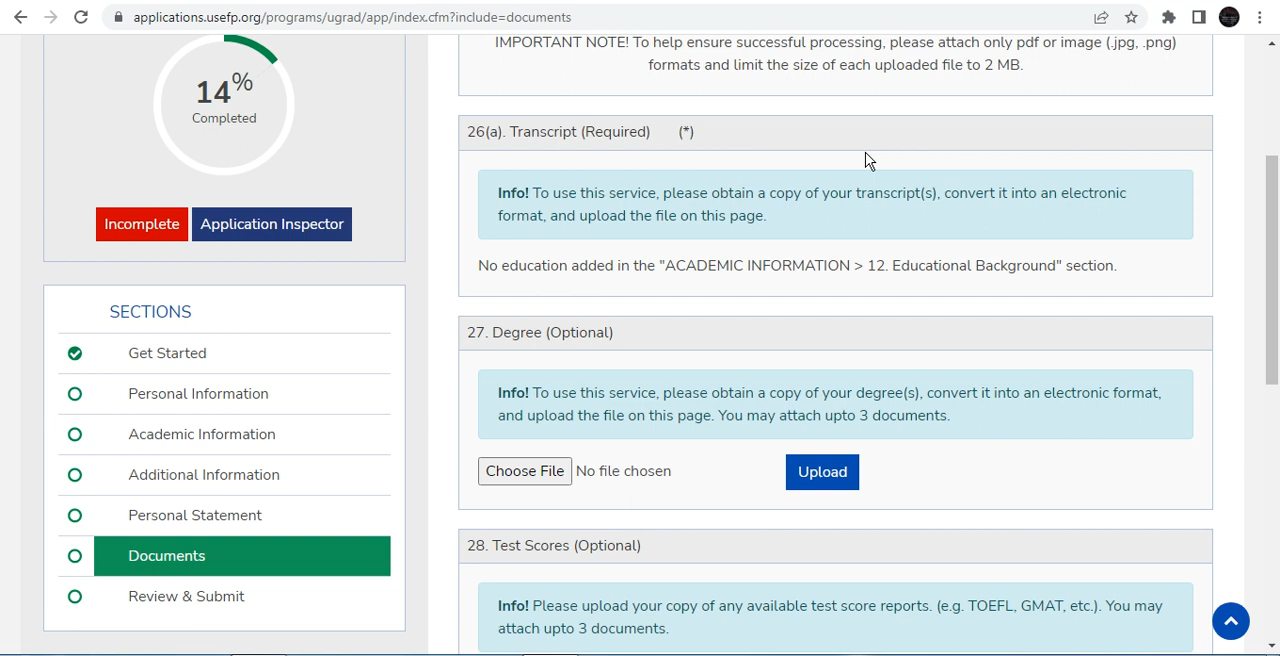 applications.usefp.org/programs/ugrad/app/index.cfm?include=documents
14%
Completed
Incomplete
Application Inspector
SECTIONS
Get Started
Personal Information
Academic Information
Additional Information
Personal Statement
Documents
Review & Submit
IMPORTANT NOTE! To help ensure successful processing, please attach only pdf or image (.jpg, .png)
formats and limit the size of each uploaded file to 2 MB.
26(a). Transcript (Required) (*)
Info! To use this service, please obtain a copy of your transcript(s), convert it into an electronic
format, and upload the file on this page.
No education added in the "ACADEMIC INFORMATION > 12. Educational Background" section.
27. Degree (Optional)
Info! To use this service, please obtain a copy of your degree(s), convert it into an electronic format,
and upload the file on this page. You may attach upto 3 documents.
Choose File No file chosen Upload
28. Test Scores (Optional)
Info! Please upload your copy of any available test score reports. (e.g. TOEFL, GMAT, etc.). You may
attach upto 3 documents.